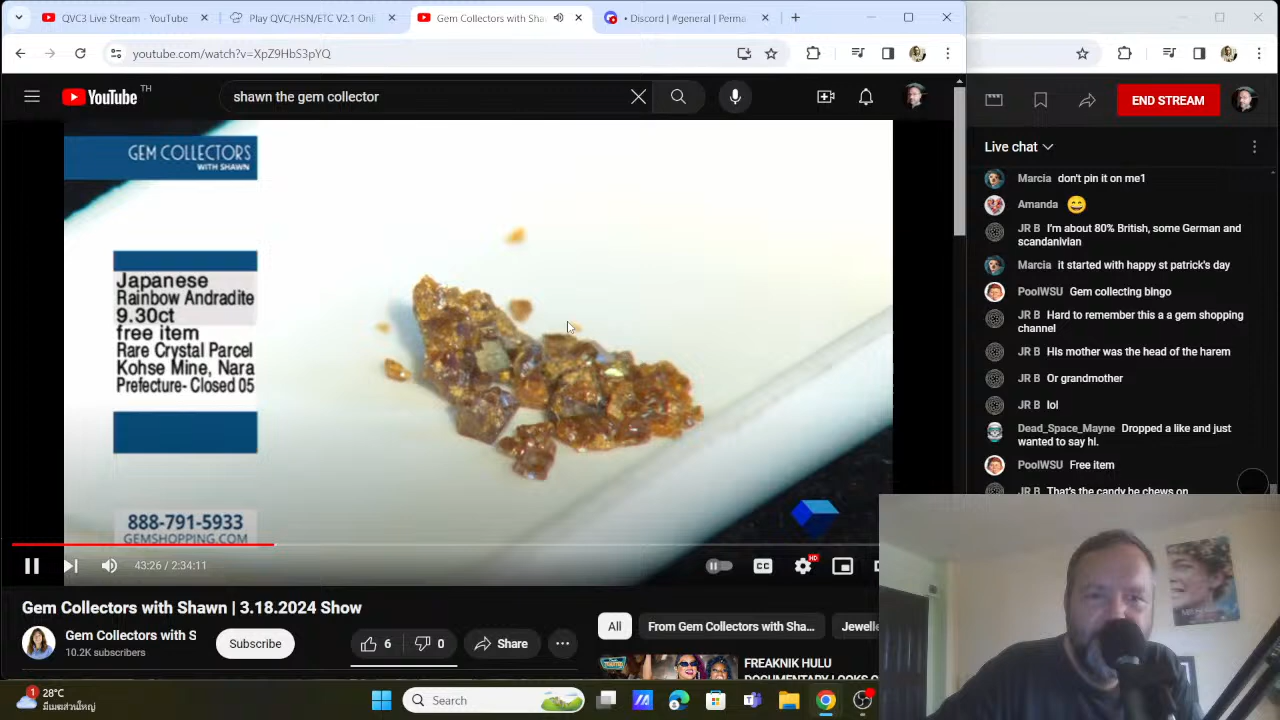 QVC3 Live Stream - YouTube
Play QVC/HSN/ETC V2.1 Onli
Gem Collectors with Sha
• Discord | #general | Perma
youtube.com/watch?v=XpZ9HbS3pYQ
YouTube TH
shawn the gem collector
END STREAM
GEM COLLECTORS
WITH SHAWN
Japanese
Rainbow Andradite
9.30ct
free item
Rare Crystal Parcel
Kohse Mine, Nara
Prefecture- Closed 05
888-791-5933
GEMSHOPPING.COM
43:26 / 2:34:11
CC
HD
Gem Collectors with Shawn | 3.18.2024 Show
Gem Collectors with S
10.2K subscribers
Subscribe
6
0
Share
All
From Gem Collectors with Sha...
Jewelle
FREAKNIK HULU
DOCUMENTARY LOOKS
Live chat
Marcia don't pin it on me1
Amanda
JR B I'm about 80% British, some German and
scandanivian
Marcia it started with happy st patrick's day
PoolWSU Gem collecting bingo
JR B Hard to remember this a a gem shopping
channel
JR B His mother was the head of the harem
JR B Or grandmother
JR B lol
Dead_Space_Mayne Dropped a like and just
wanted to say hi.
PoolWSU Free item
JR B That's the candy he chews on
1
28°C
มีเมฆส่วนใหญ่
Search